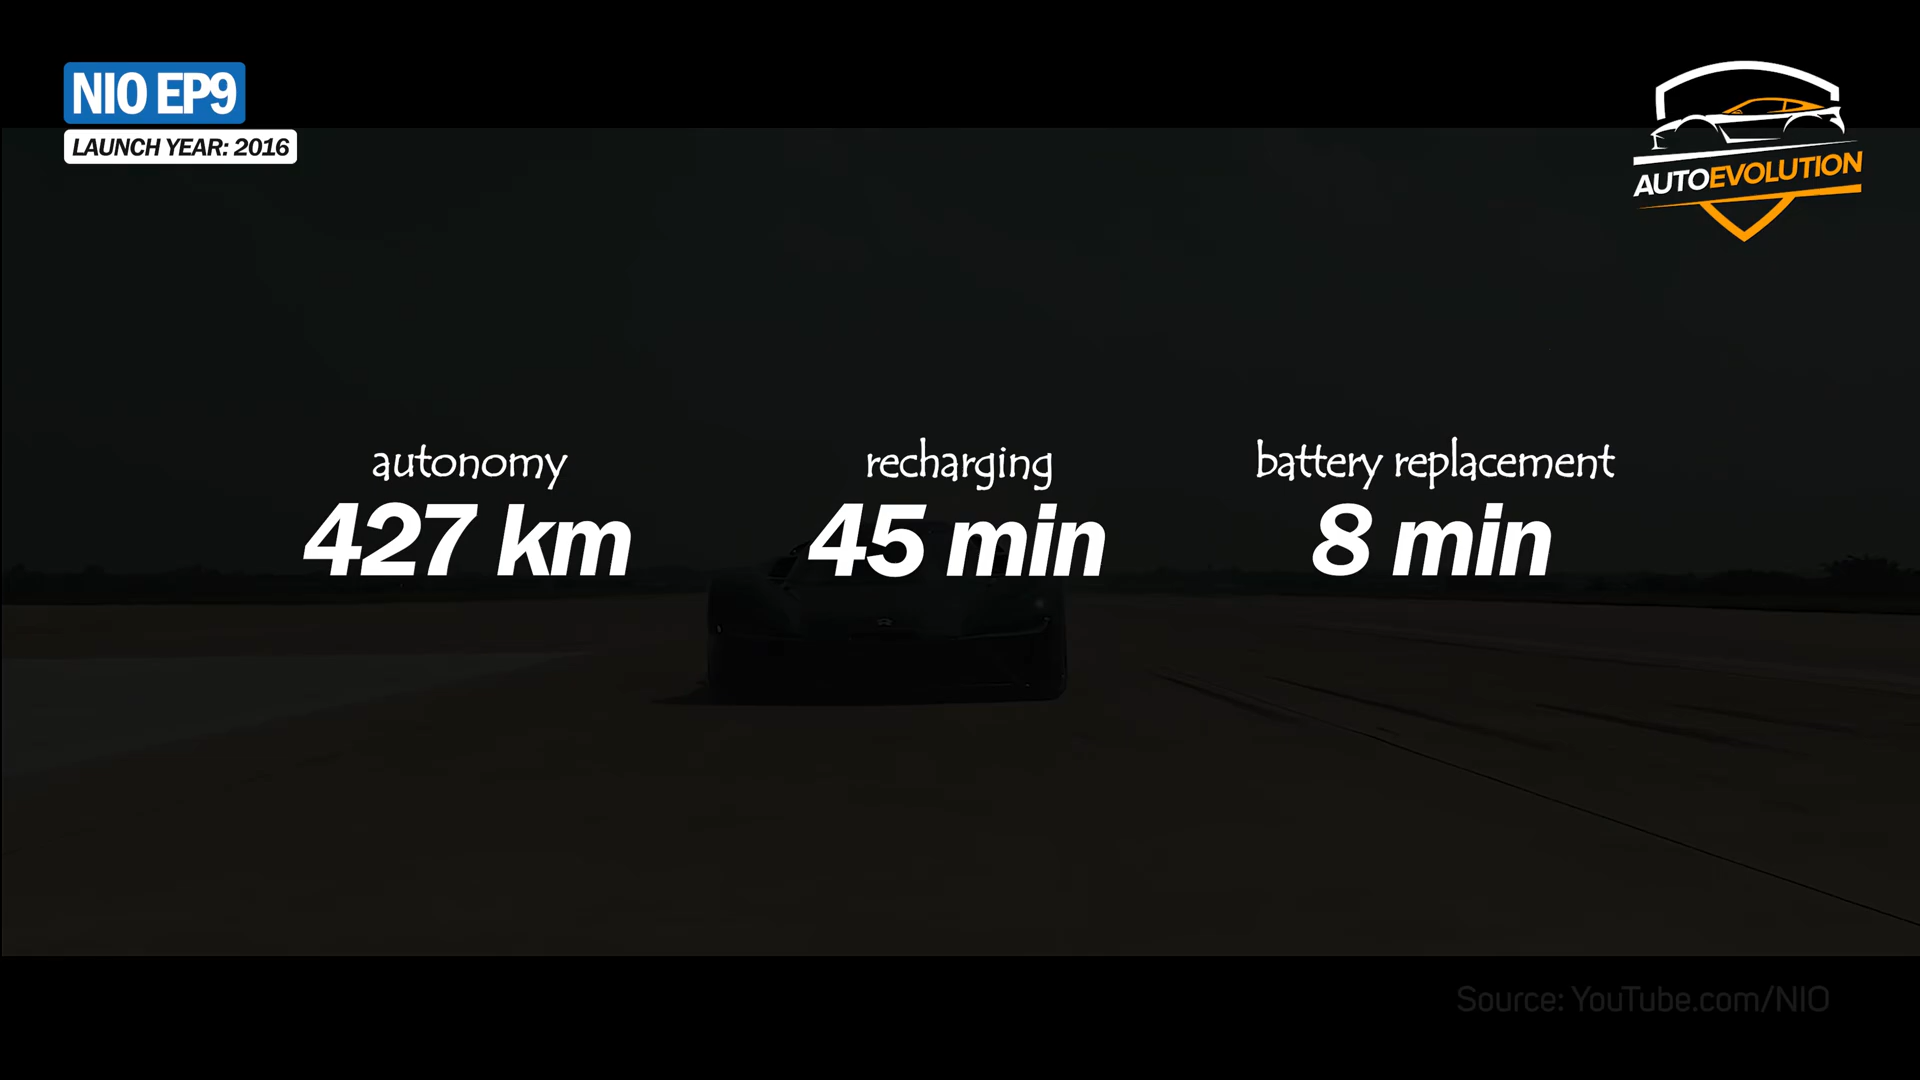 NIO EP9
LAUNCH YEAR: 2016
AUTOEVOLUTION
autonomy
427 km
recharging
45 min
battery replacement
8 min
Source: YouTube.com/NIO